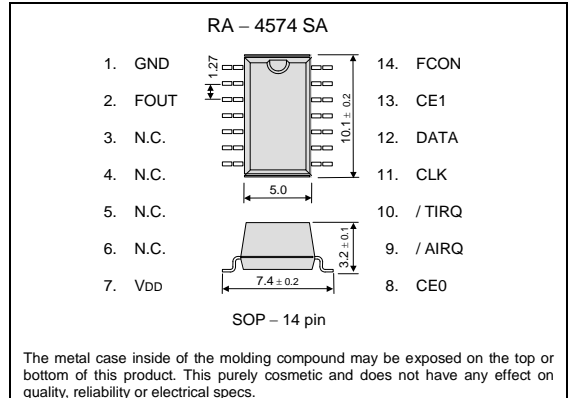 RA – 4574 SA
1. GND
2. FOUT
3. N.C.
4. N.C.
5. N.C.
6. N.C.
7. VDD
1.27
10.1 ± 0.2
5.0
3.2 ± 0.1
7.4 ± 0.2
14. FCON
13. CE1
12. DATA
11. CLK
10. / TIRQ
9. / AIRQ
8. CE0
SOP – 14 pin
The metal case inside of the molding compound may be exposed on the top or
bottom of this product. This purely cosmetic and does not have any effect on
quality, reliability or electrical specs.